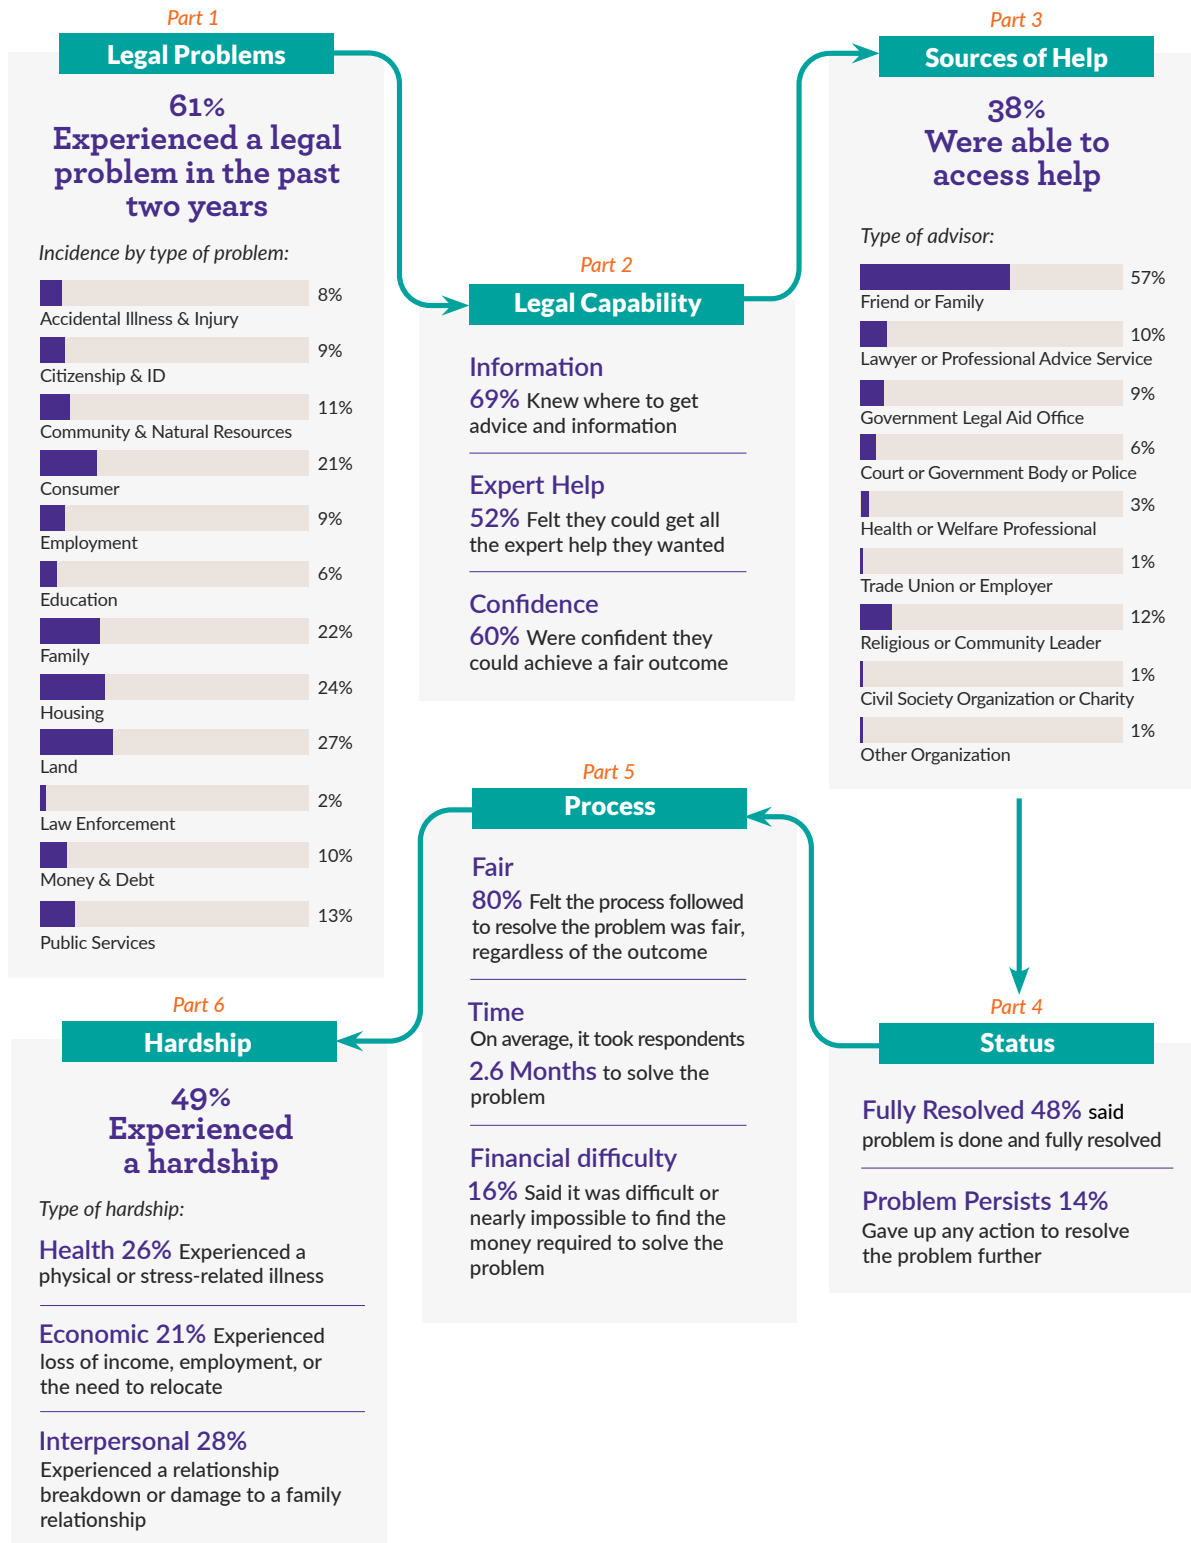 Part 1
Legal Problems
61%
Experienced a legal
problem in the past
two years
Incidence by type of problem:
8%
Accidental Illness & Injury
9%
Citizenship & ID
11%
Community & Natural Resources
21%
Consumer
9%
Employment
6%
Education
22%
Family
24%
Housing
27%
Land
2%
Law Enforcement
10%
Money & Debt
13%
Public Services
Part 2
Legal Capability
Information
69% Knew where to get
advice and information
Expert Help
52% Felt they could get all
the expert help they wanted
Confidence
60% Were confident they
could achieve a fair outcome
Part 3
Sources of Help
38%
Were able to
access help
Type of advisor:
57%
Friend or Family
10%
Lawyer or Professional Advice Service
9%
Government Legal Aid Office
6%
Court or Government Body or Police
3%
Health or Welfare Professional
1%
Trade Union or Employer
12%
Religious or Community Leader
1%
Civil Society Organization or Charity
1%
Other Organization
Part 4
Status
Fully Resolved 48% said
problem is done and fully resolved
Problem Persists 14%
Gave up any action to resolve
the problem further
Part 5
Process
Fair
80% Felt the process followed
to resolve the problem was fair,
regardless of the outcome
Time
On average, it took respondents
2.6 Months to solve the
problem
Financial difficulty
16% Said it was difficult or
nearly impossible to find the
money required to solve the
problem
Part 6
Hardship
49%
Experienced
a hardship
Type of hardship:
Health 26% Experienced a
physical or stress-related illness
Economic 21% Experienced
loss of income, employment, or
the need to relocate
Interpersonal 28%
Experienced a relationship
breakdown or damage to a family
relationship